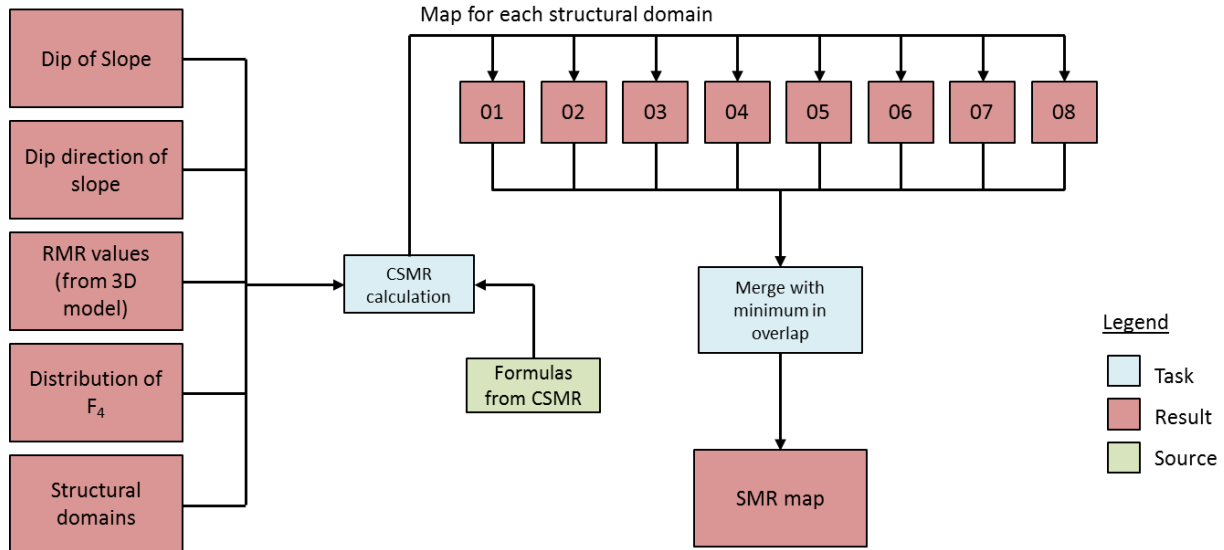 Map for each structural domain
Dip of Slope
Dip direction of
slope
RMR values
(from 3D
model)
Distribution of
F₄
Structural
domains
CSMR
calculation
Formulas
from CSMR
01
02
03
04
05
06
07
08
Merge with
minimum in
overlap
SMR map
Legend
Task
Result
Source